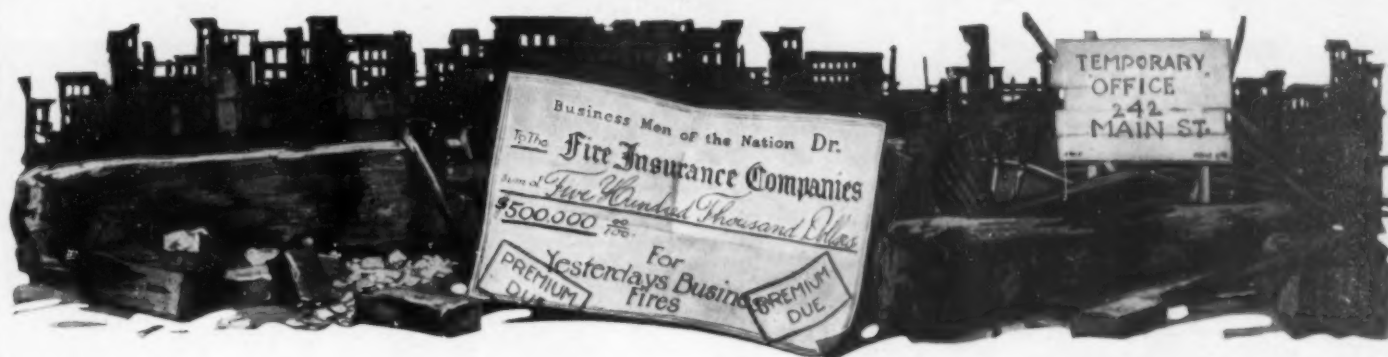 Business Men of the Nation Dr.
To The Fire Insurance Companies
Sum of Five Hundred Thousand Dollars
$500.000 00/100.
For
Yesterdays Busin
Fires
PREMIUM
DUE
PREMIUM
DUE
TEMPORARY
OFFICE
242
MAIN ST.